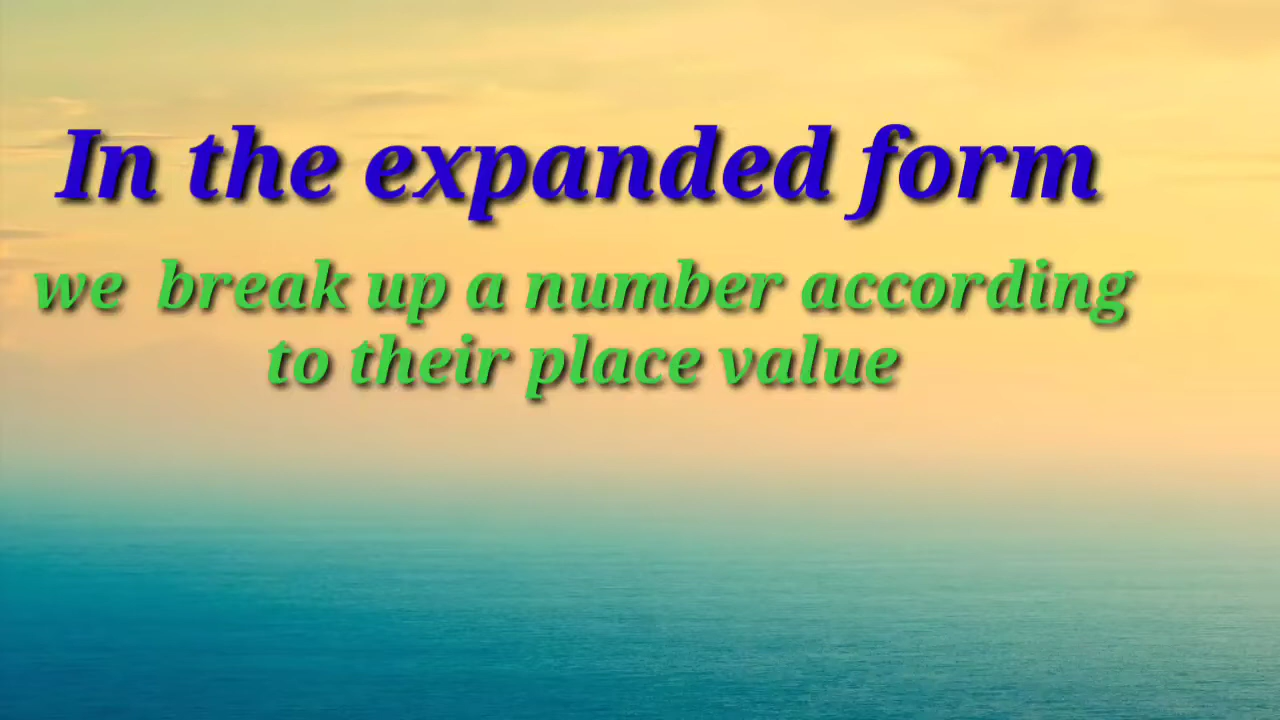 In the expanded form
we break up a number according
to their place value